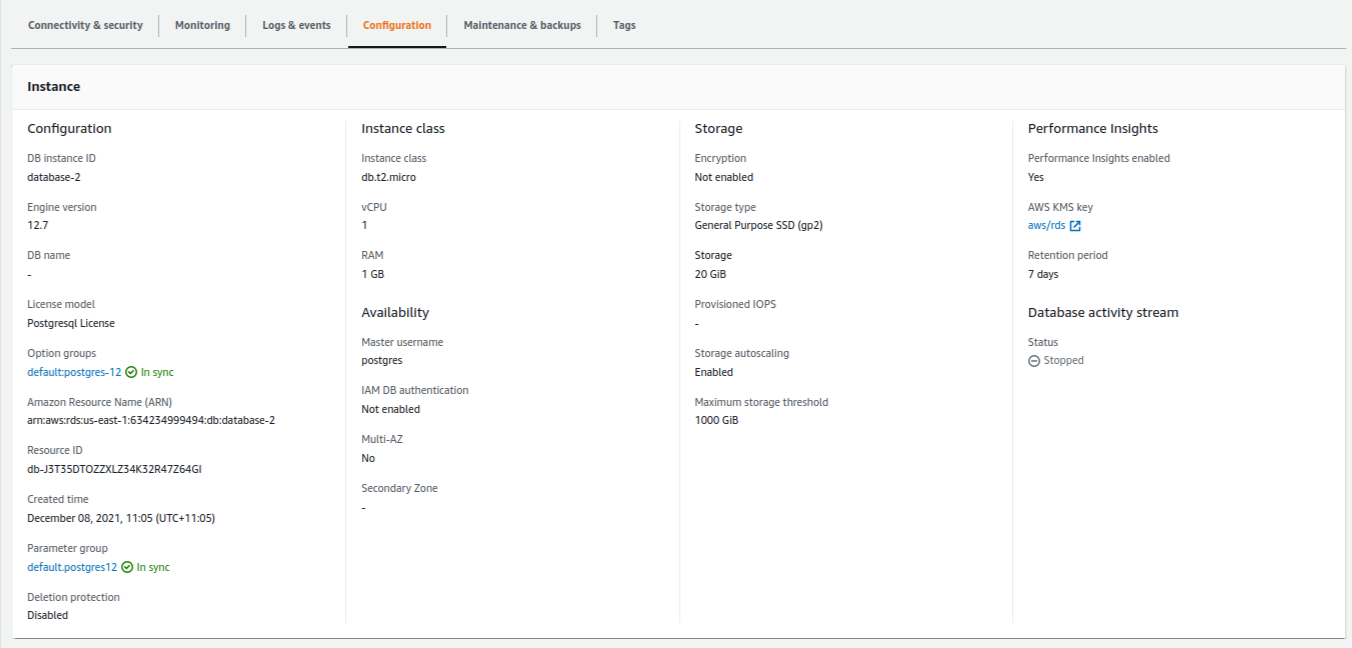 Connectivity & security
Monitoring
Logs & events
Configuration
Maintenance & backups
Tags
Instance
Configuration
DB instance ID
database-2
Engine version
12.7
DB name
-
License model
Postgresql License
Option groups
default:postgres-12 In sync
Amazon Resource Name (ARN)
arn:aws:rds:us-east-1:634234999494:db:database-2
Resource ID
db-J3T35DTOZZXLZ34K32R47Z64GI
Created time
December 08, 2021, 11:05 (UTC+11:05)
Parameter group
default.postgres12 In sync
Deletion protection
Disabled
Instance class
Instance class
db.t2.micro
vCPU
1
RAM
1 GB
Availability
Master username
postgres
IAM DB authentication
Not enabled
Multi-AZ
No
Secondary Zone
-
Storage
Encryption
Not enabled
Storage type
General Purpose SSD (gp2)
Storage
20 GiB
Provisioned IOPS
-
Storage autoscaling
Enabled
Maximum storage threshold
1000 GiB
Performance Insights
Performance Insights enabled
Yes
AWS KMS key
aws/rds
Retention period
7 days
Database activity stream
Status
Stopped